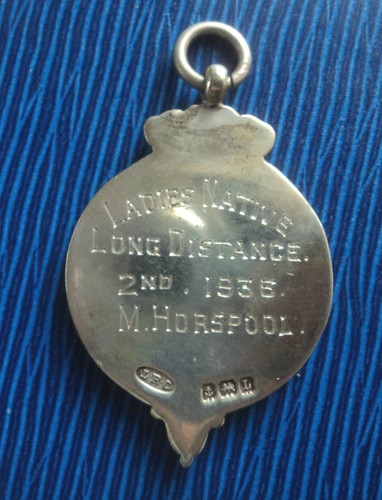 LADIES NATIVE
LONG DISTANCE.
2ND. 1936.
M. HORSPOOL.
L